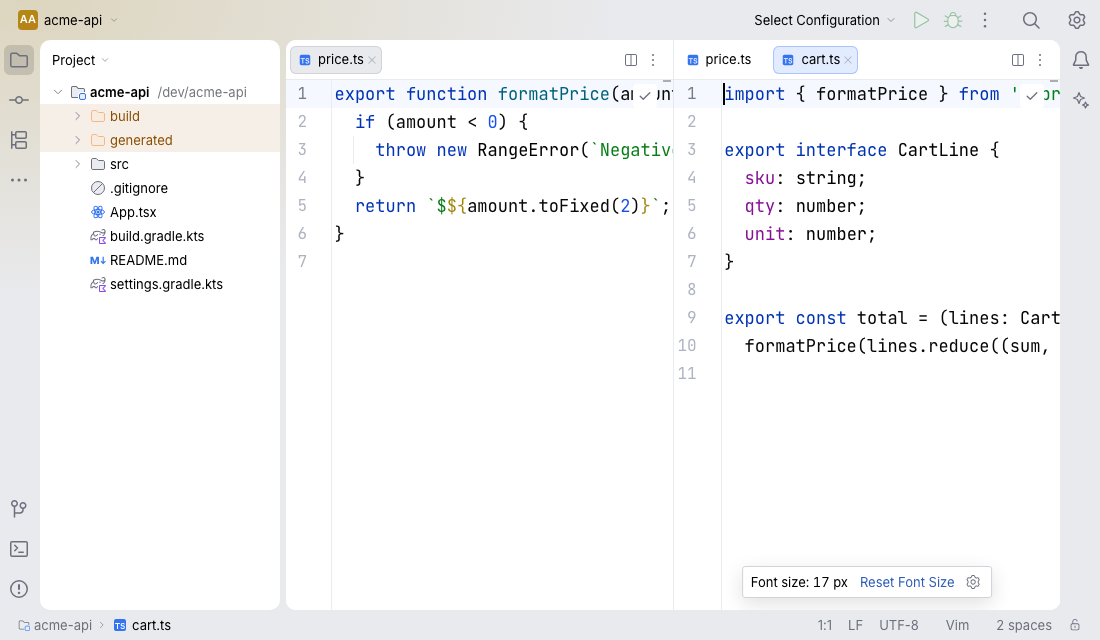 AA acme-api
Select Configuration
Project
acme-api /dev/acme-api
build
generated
src
.gitignore
App.tsx
build.gradle.kts
README.md
settings.gradle.kts
price.ts
1 export function formatPrice(
2 if (amount < 0) {
3 throw new RangeError(`Negativ
4 }
5 return `$${amount.toFixed(2)}`;
6 }
7
price.ts
cart.ts
1 import { formatPrice } from '
2
3 export interface CartLine {
4 sku: string;
5 qty: number;
6 unit: number;
7 }
8
9 export const total = (lines: Cart
10 formatPrice(lines.reduce((sum,
11
Font size: 17 px Reset Font Size
acme-api cart.ts
1:1 LF UTF-8 Vim 2 spaces